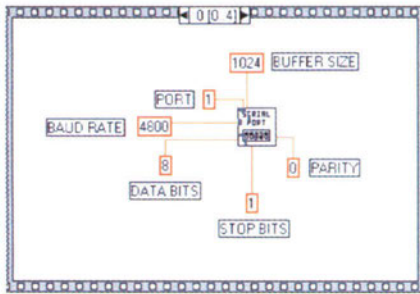 0 [0..4]
1024 BUFFER SIZE
PORT 1
SERIAL
PORT
BAUD RATE 4800
8
0 PARITY
DATA BITS
1
STOP BITS